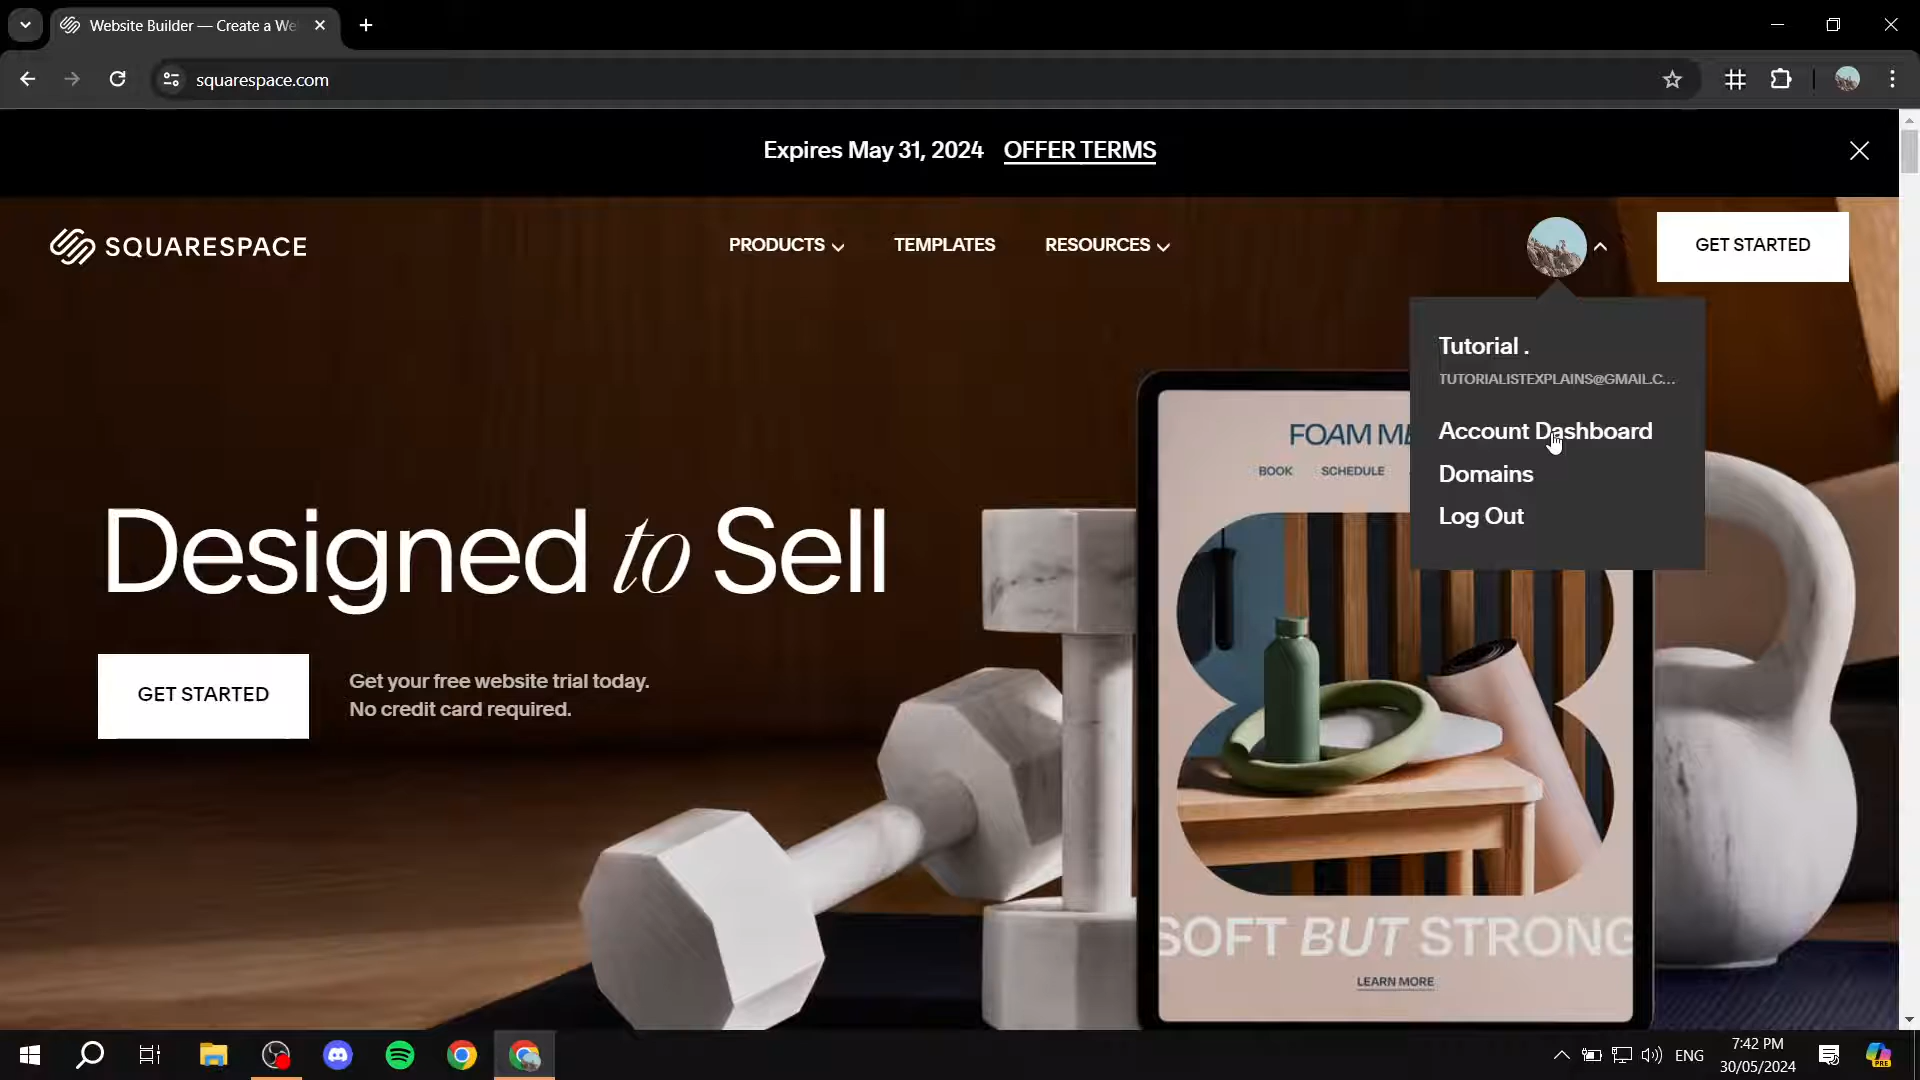 Website Builder — Create a We
squarespace.com
Expires May 31, 2024 OFFER TERMS
SQUARESPACE
PRODUCTS
TEMPLATES
RESOURCES
GET STARTED
Tutorial .
TUTORIALISTEXPLAINS@GMAIL.C...
Account Dashboard
Domains
Log Out
Designed to Sell
GET STARTED
Get your free website trial today.
No credit card required.
FOAM ME
BOOK SCHEDULE
SOFT BUT STRONG
LEARN MORE
ENG
7:42 PM
30/05/2024
PRE